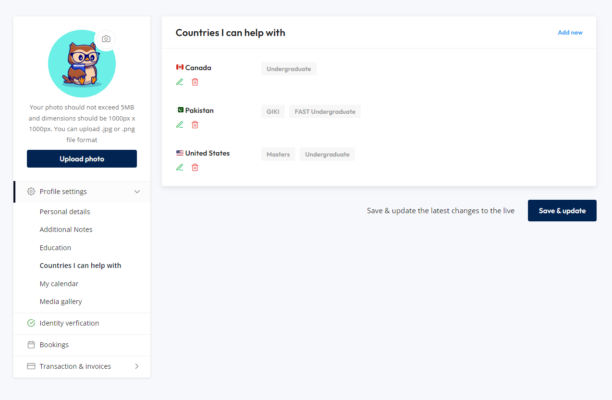 Your photo should not exceed 5MB
and dimensions should be 1000px x
1000px. You can upload .jpg or .png
file format
Upload photo
Profile settings
Personal details
Additional Notes
Education
Countries I can help with
My calendar
Media gallery
Identity verfication
Bookings
Transaction & invoices
Countries I can help with
Add new
Canada
Undergraduate
Pakistan
GIKI
FAST Undergraduate
United States
Masters
Undergraduate
Save & update the latest changes to the live
Save & update